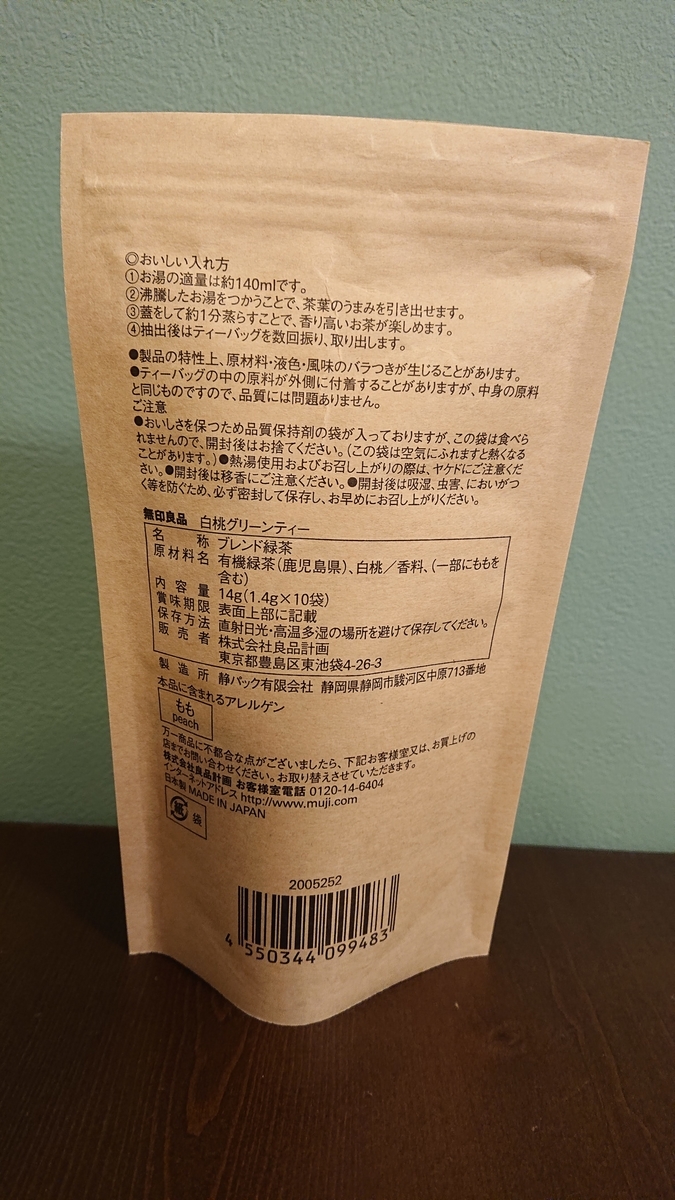 ◎おいしい入れ方
①お湯の適量は約140mlです。
②沸騰したお湯をつかうことで、茶葉のうまみを引き出せます。
③蓋をして約1分蒸らすことで、香り高いお茶が楽しめます。
④抽出後はティーバッグを数回振り、取り出します。
●製品の特性上、原材料・液色・風味のバラつきが生じることがあります。
●ティーバッグの中の原料が外側に付着することがありますが、中身の原料
と同じものですので、品質には問題ありません。
ご注意
●おいしさを保つため品質保持剤の袋が入っておりますが、この袋は食べら
れませんので、開封後はお捨てください。(この袋は空気にふれますと熱くなる
ことがあります。)●熱湯使用およびお召し上がりの際は、ヤケドにご注意くだ
さい。●開封後は移香にご注意ください。●開封後は吸湿、虫害、においがつ
く等を防ぐため、必ず密封して保存し、お早めにお召し上がりください。
無印良品 白桃グリーンティー
名称 ブレンド緑茶
原材料名 有機緑茶(鹿児島県)、白桃/香料、(一部にももを
含む)
内容量 14g(1.4g×10袋)
賞味期限 表面上部に記載
保存方法 直射日光・高温多湿の場所を避けて保存してください。
販売者 株式会社良品計画
東京都豊島区東池袋4-26-3
製造所 静パック有限会社 静岡県静岡市駿河区中原713番地
本品に含まれるアレルゲン
もも
peach
万一商品に不都合な点がございましたら、下記お客様室又は、お買上げの
店までお問い合わせください。お取り替えさせていただきます。
株式会社良品計画 お客様室電話 0120-14-6404
インターネットアドレス http://www.muji.com
日本製 MADE IN JAPAN
紙 袋
2005252
4 550344 099483